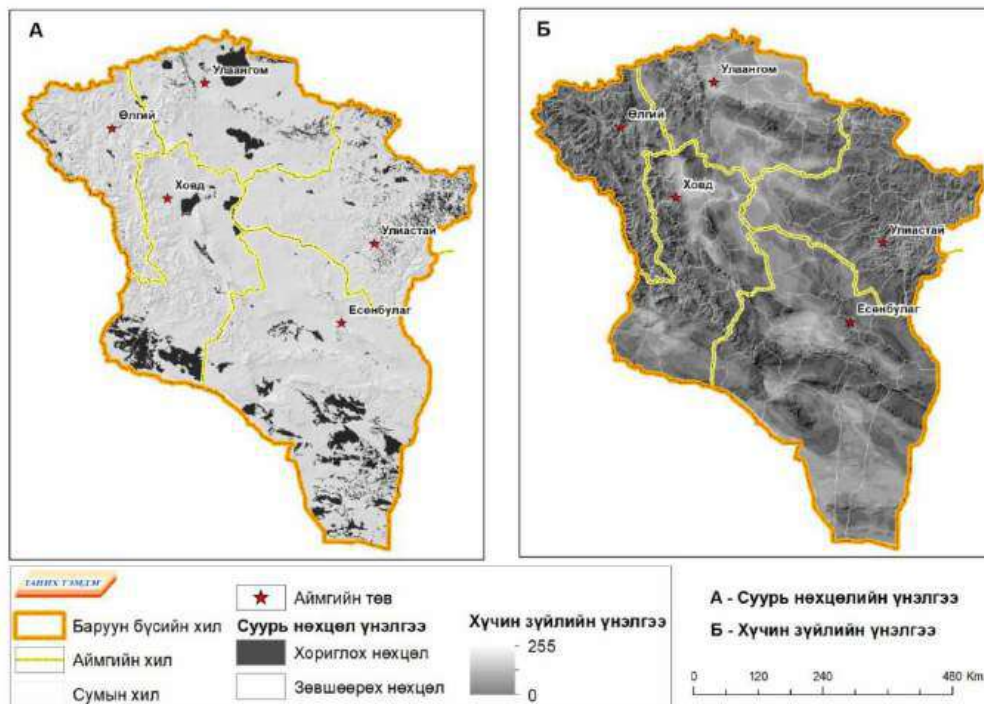 А
Улаангом
Өлгий
Ховд
Улиастай
Есөнбулаг
Б
Улаангом
Өлгий
Ховд
Улиастай
Есөнбулаг
ТАНИХ ТЭМДЭГ
Баруун бүсийн хил
Аймгийн хил
Сумын хил
Аймгийн төв
Суурь нөхцөл үнэлгээ
Хориглох нөхцөл
Зөвшөөрөх нөхцөл
Хүчин зүйлийн үнэлгээ
255
0
А - Суурь нөхцөлийн үнэлгээ
Б - Хүчин зүйлийн үнэлгээ
0 120 240 360 480 Km